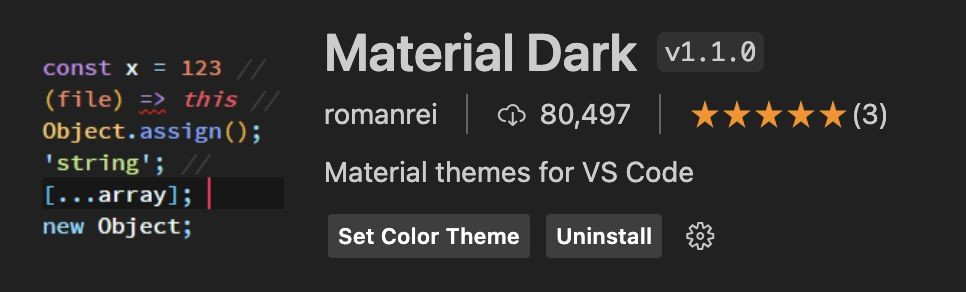 const x = 123 //
(file) => this //
Object.assign();
'string'; //
[...array];
new Object;
Material Dark v1.1.0
romanrei 80,497 (3)
Material themes for VS Code
Set Color Theme Uninstall